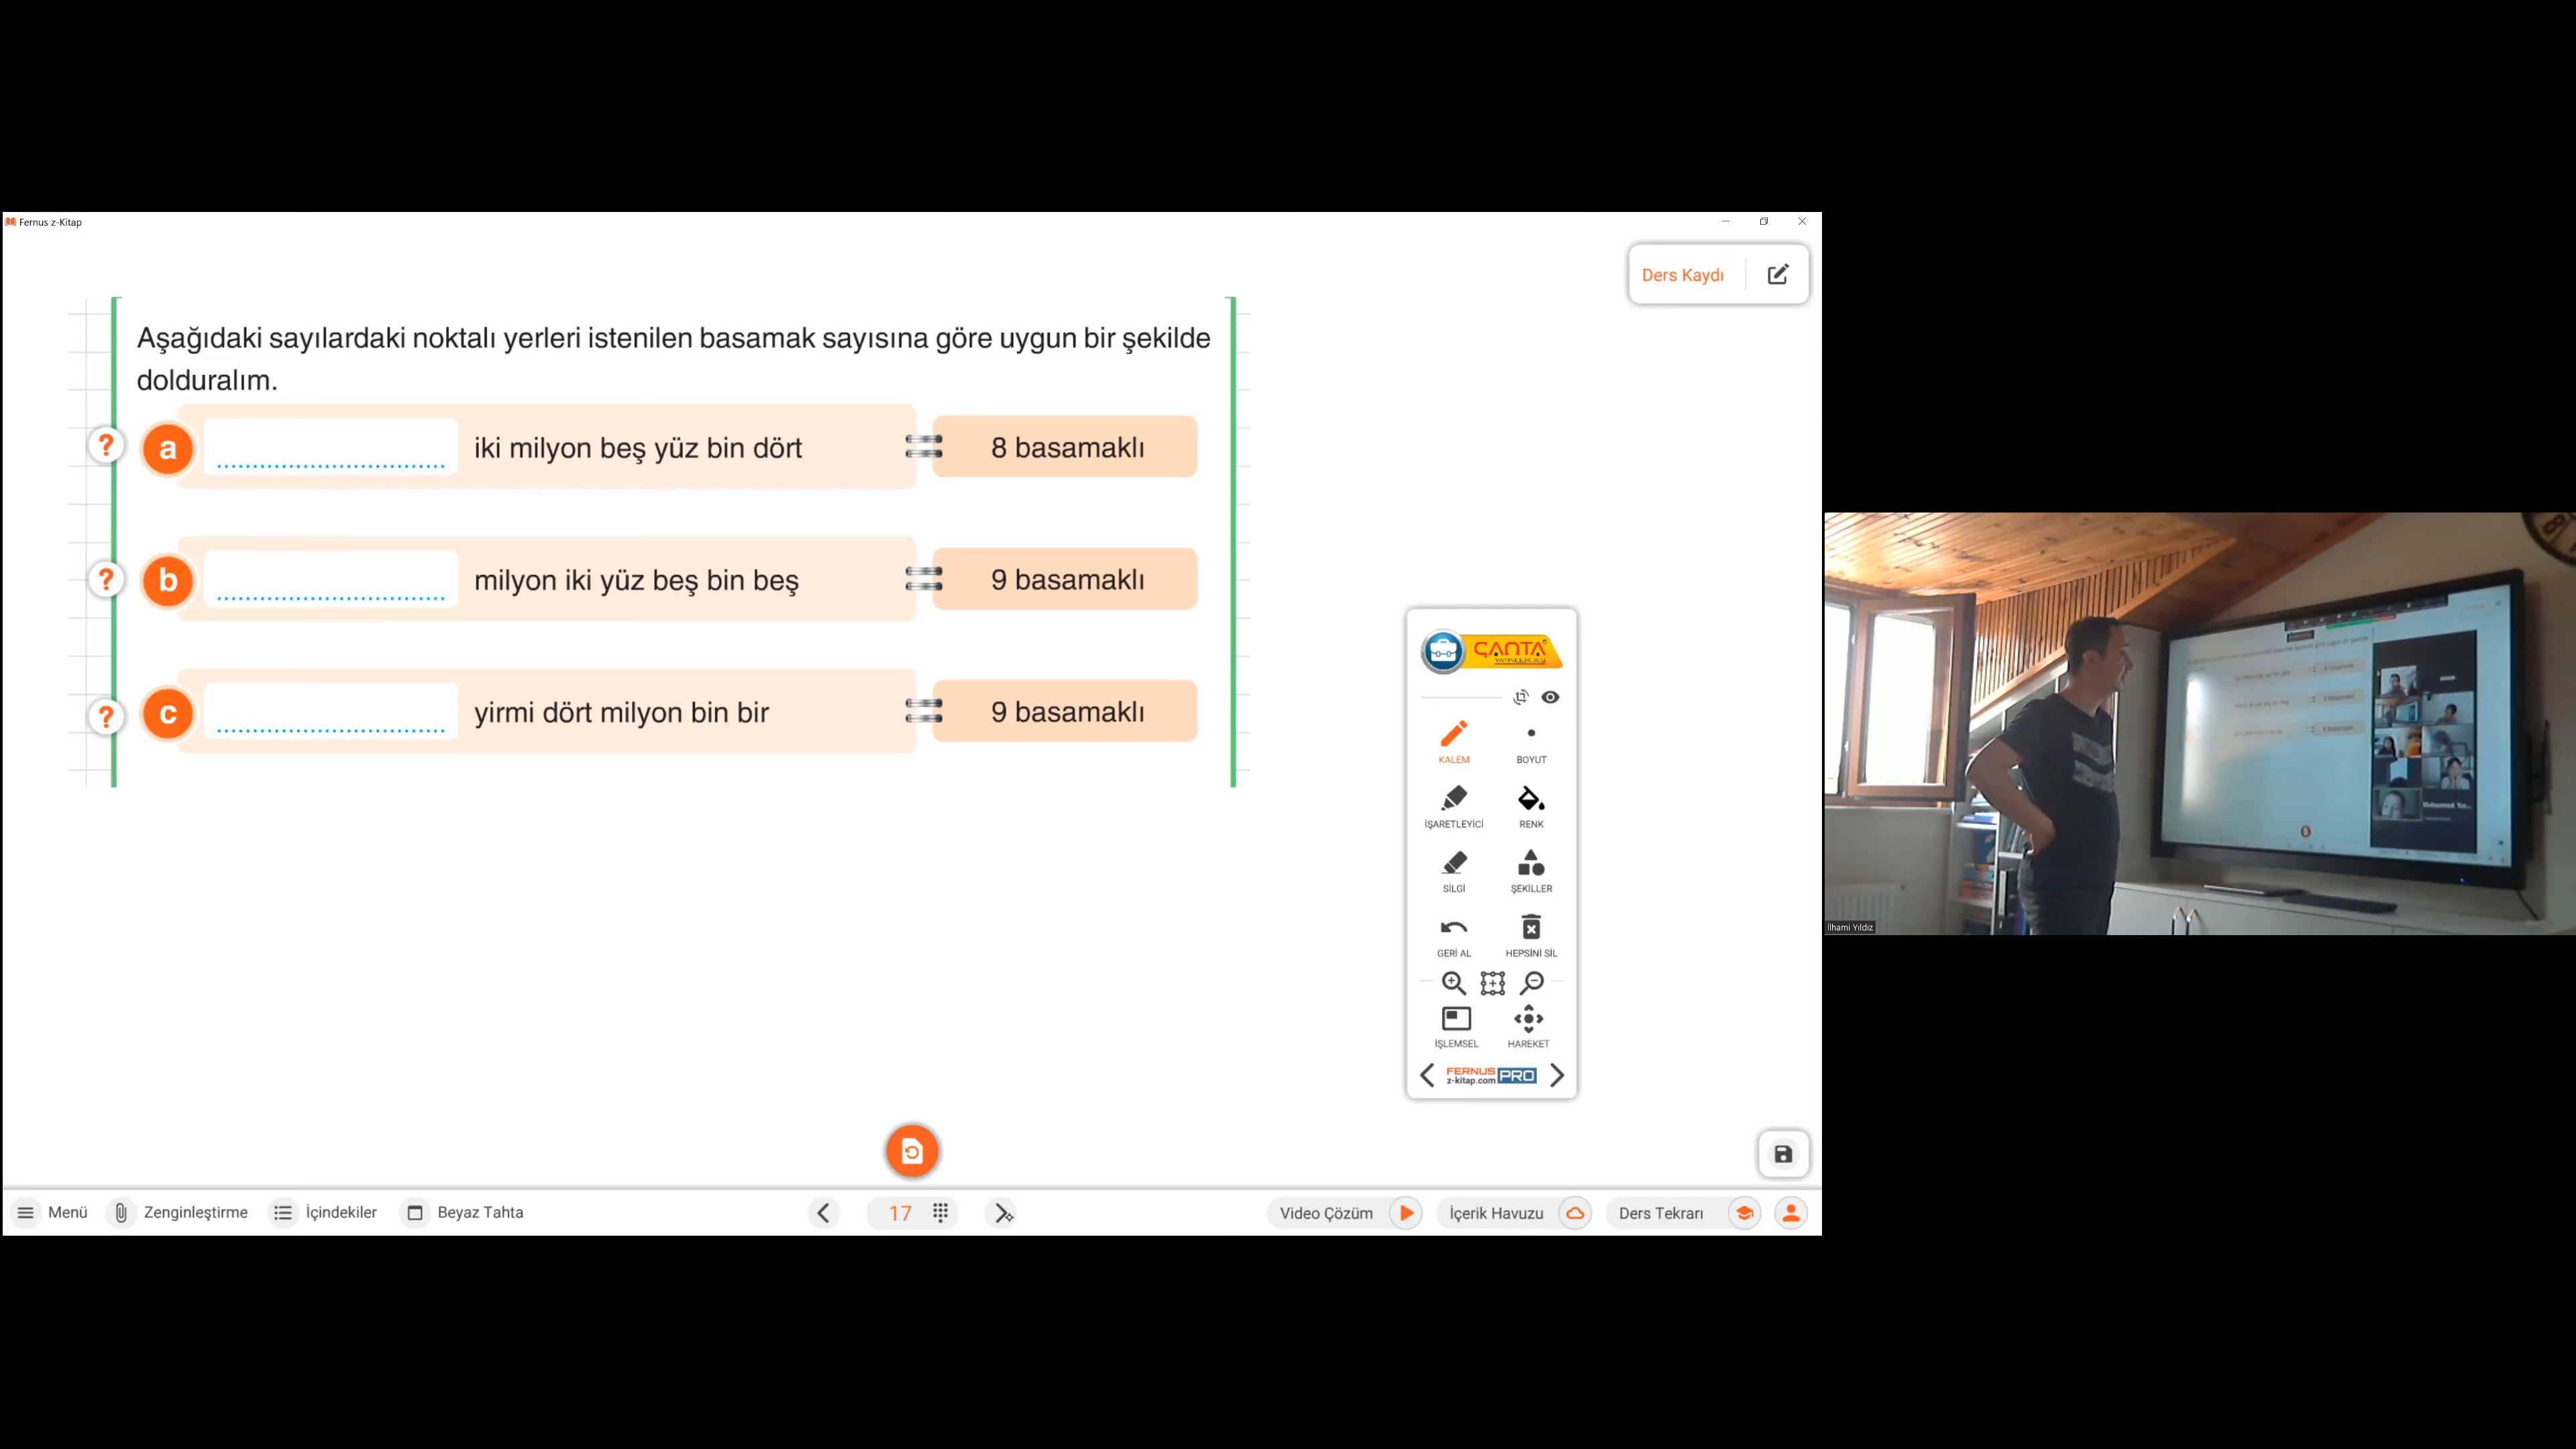 Fernus z-Kitap
Ders Kaydı
Aşağıdaki sayılardaki noktalı yerleri istenilen basamak sayısına göre uygun bir şekilde
dolduralım.
? a .............................. iki milyon beş yüz bin dört 8 basamaklı
? b .............................. milyon iki yüz beş bin beş 9 basamaklı
? c .............................. yirmi dört milyon bin bir 9 basamaklı
ÇANTA
YAYINCILIK A.Ş.
KALEM BOYUT
İŞARETLEYİCİ RENK
SİLGİ ŞEKİLLER
GERİ AL HEPSİNİ SİL
İŞLEMSEL HAREKET
FERNUS PRO
z-kitap.com
İlhami Yıldız
Menü Zenginleştirme İçindekiler Beyaz Tahta 17 Video Çözüm İçerik Havuzu Ders Tekrarı